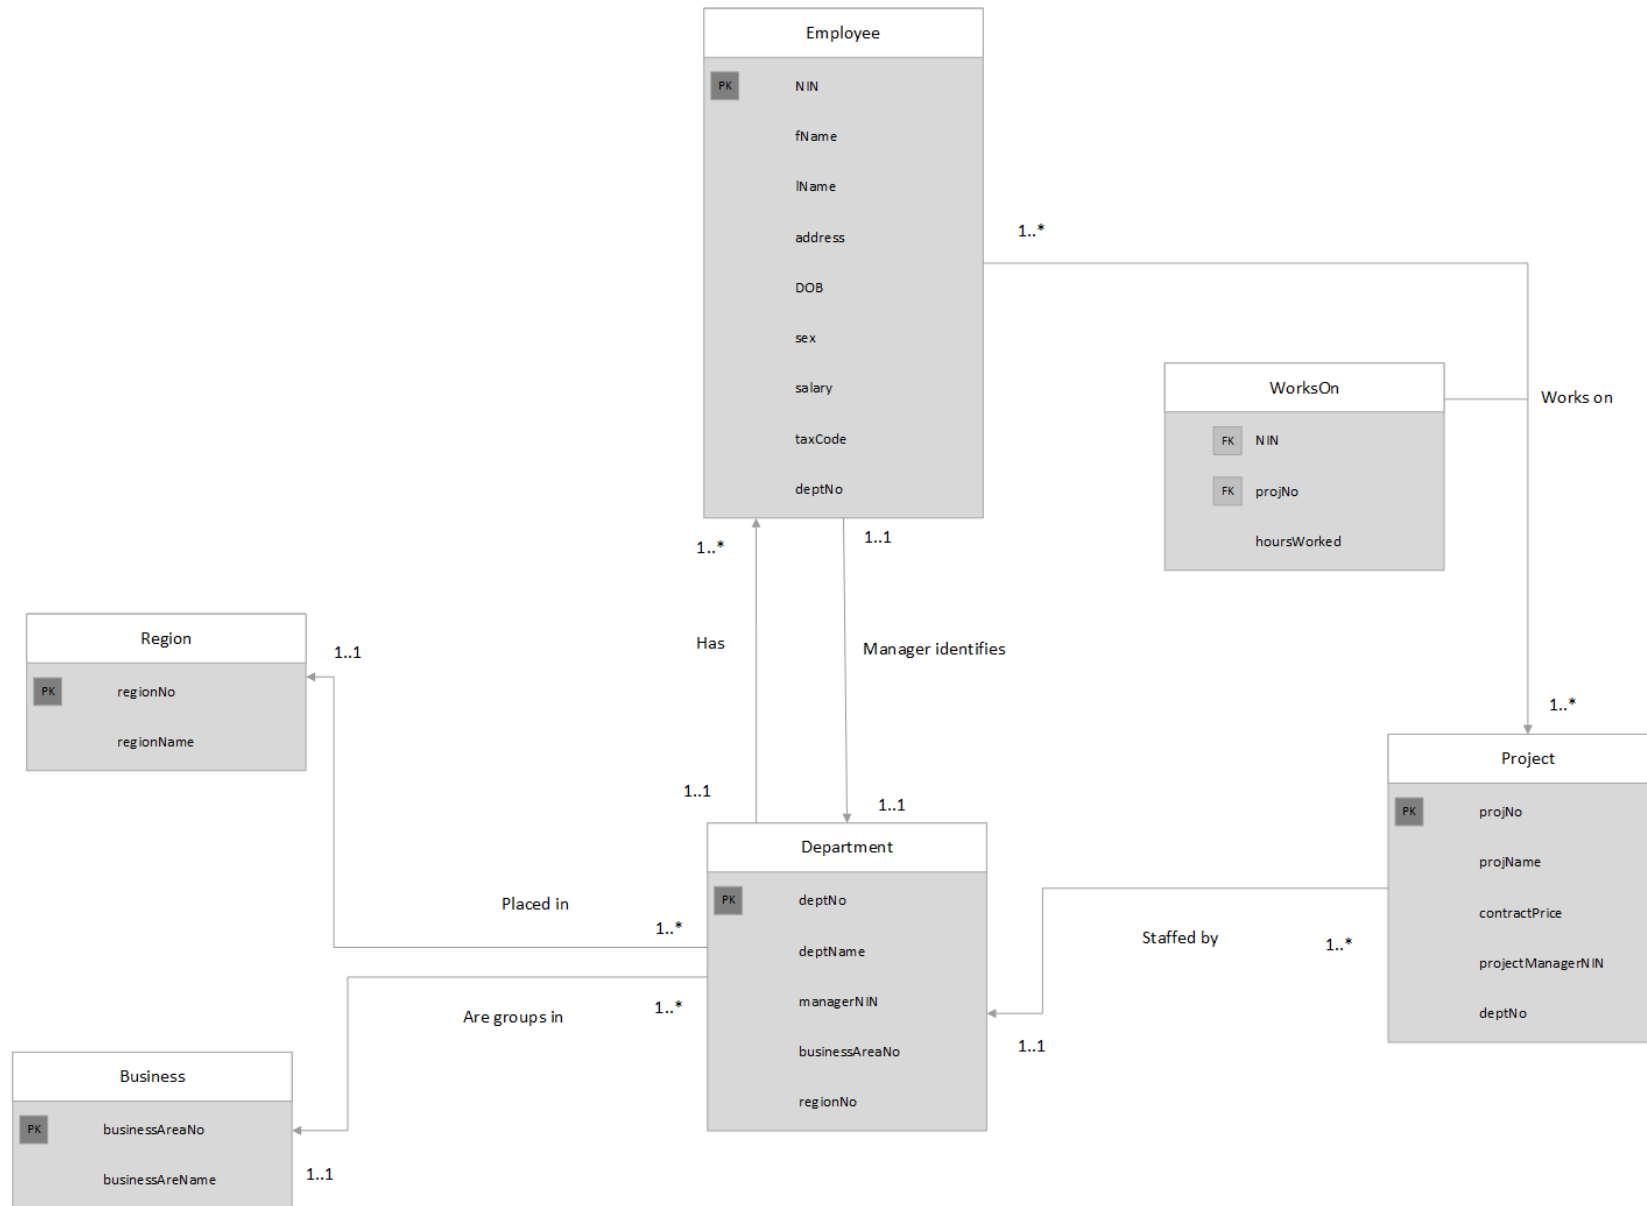 Employee
PK NIN
fName
lName
address
DOB
sex
salary
taxCode
deptNo
1..*
WorksOn
FK NIN
FK projNo
hoursWorked
Works on
1..*
1..1
Has
Manager identifies
1..1
1..1
Region
PK regionNo
regionName
1..1
1..*
Project
PK projNo
projName
contractPrice
projectManagerNIN
deptNo
Department
PK deptNo
deptName
managerNIN
businessAreaNo
regionNo
Placed in
1..*
Staffed by
1..*
1..1
Are groups in
1..*
Business
PK businessAreaNo
businessAreName
1..1